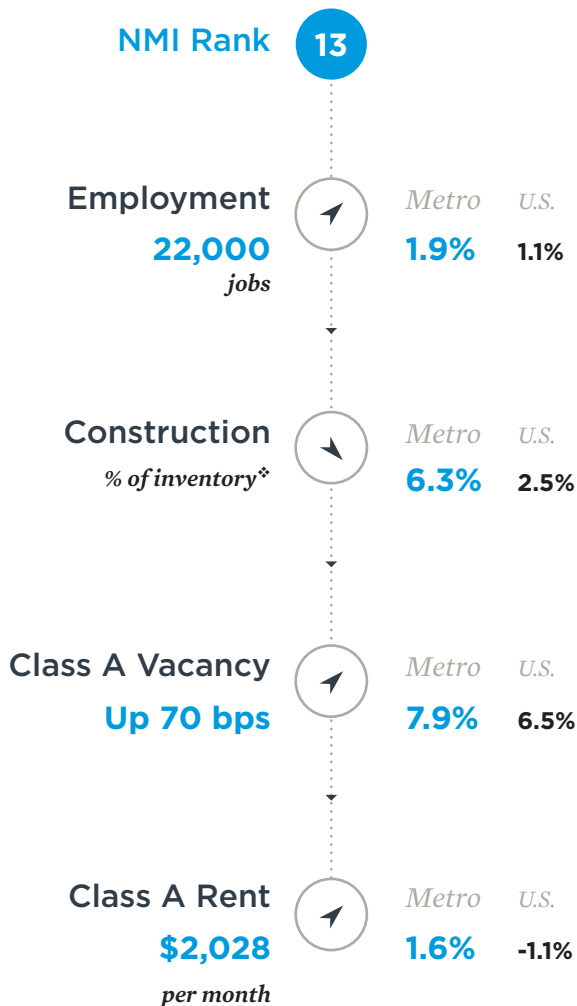 NMI Rank 13
Employment Metro U.S.
22,000 1.9% 1.1%
jobs
Construction Metro U.S.
% of inventory❖ 6.3% 2.5%
Class A Vacancy Metro U.S.
Up 70 bps 7.9% 6.5%
Class A Rent Metro U.S.
$2,028 1.6% -1.1%
per month